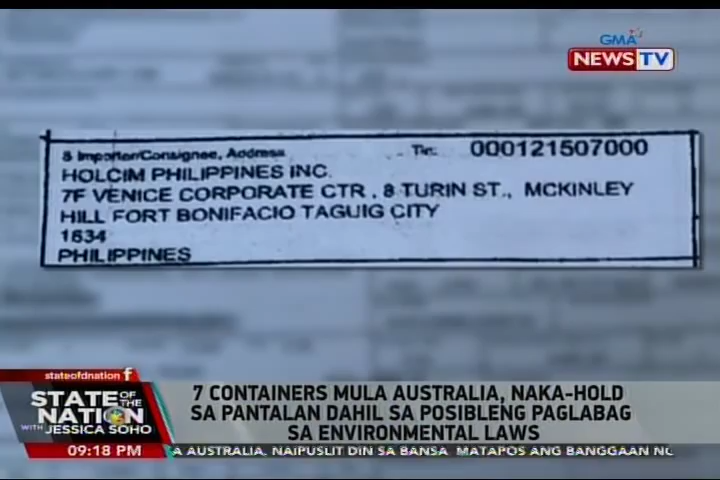 GMA
NEWS TV
8 Importer/Consignee, Address Tin: 000121507000
HOLCIM PHILIPPINES INC.
7F VENICE CORPORATE CTR , 8 TURIN ST., MCKINLEY
HILL FORT BONIFACIO TAGUIG CITY
1634
PHILIPPINES
stateofdnation f
STATE OF THE
NATION
WITH JESSICA SOHO
7 CONTAINERS MULA AUSTRALIA, NAKA-HOLD
SA PANTALAN DAHIL SA POSIBLENG PAGLABAG
SA ENVIRONMENTAL LAWS
09:18 PM
A AUSTRALIA, NAIPUSLIT DIN SA BANSA MATAPOS ANG BANGGAAN NG